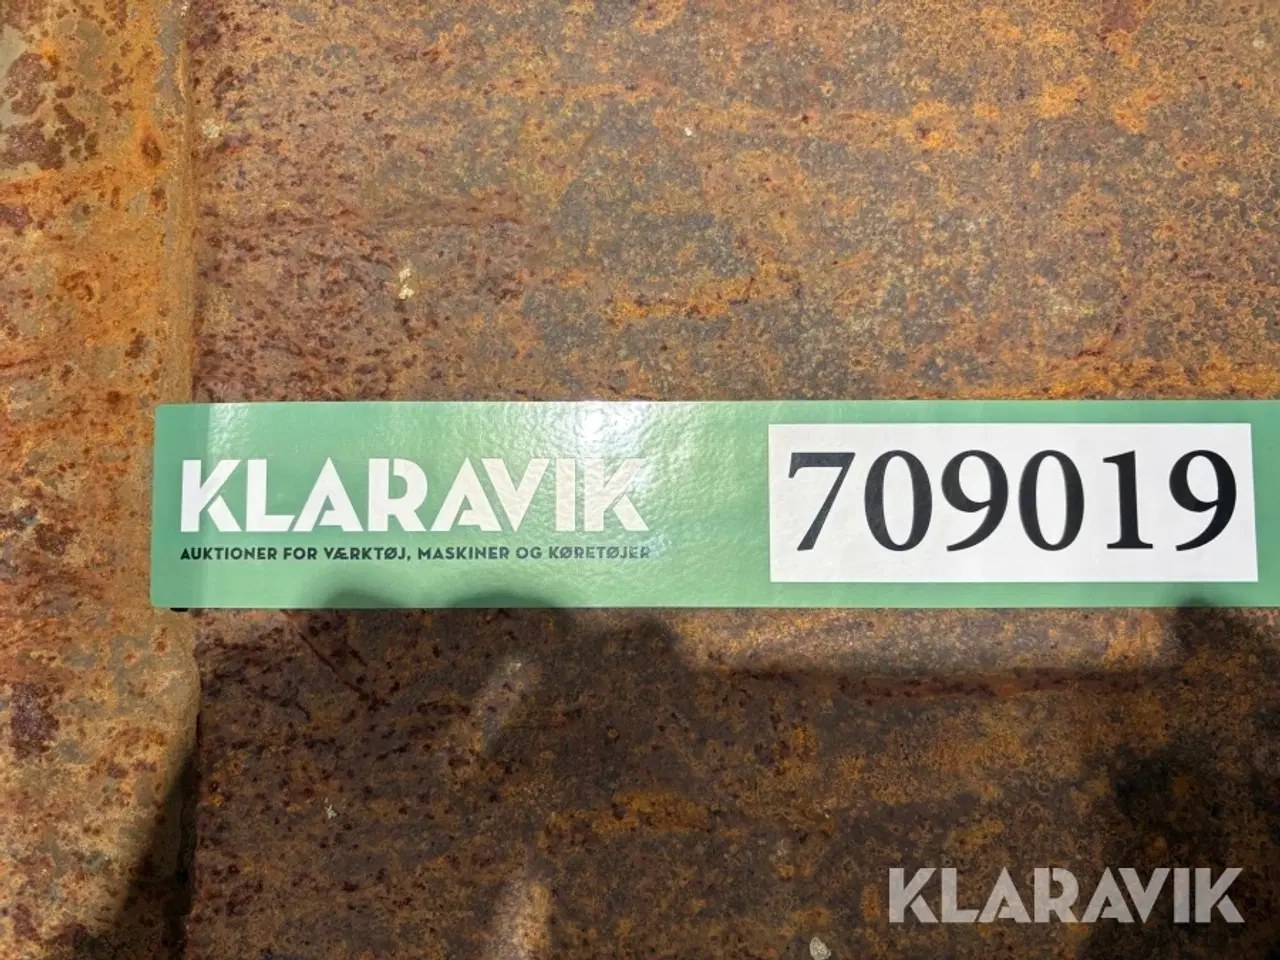 KLARAVIK
AUKTIONER FOR VÆRKTØJ, MASKINER OG KØRETØJER
709019
KLARAVIK